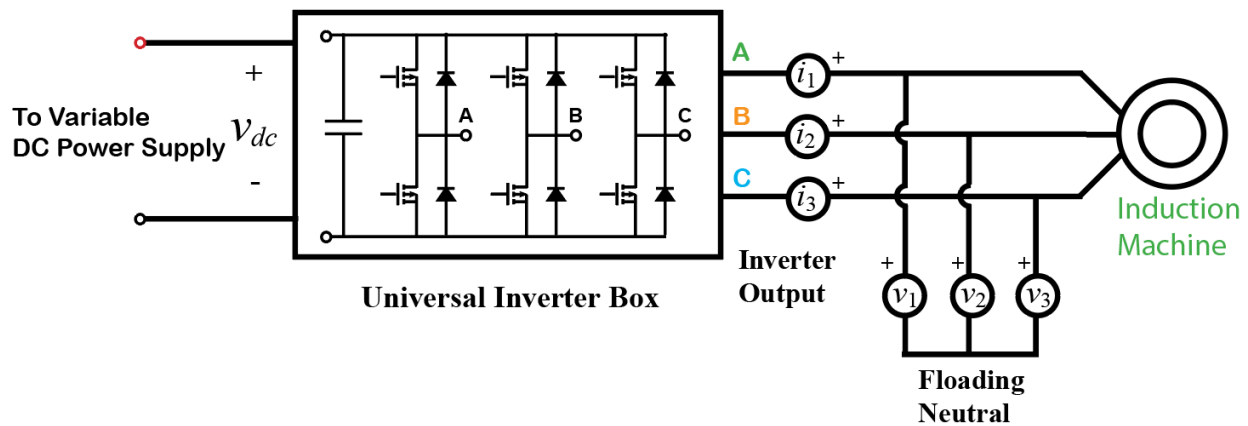 To Variable
DC Power Supply
+
v_dc
-
A
B
C
Universal Inverter Box
A
B
C
i_1
+
i_2
+
i_3
+
Inverter
Output
+
v_1
+
v_2
+
v_3
Floading
Neutral
Induction
Machine